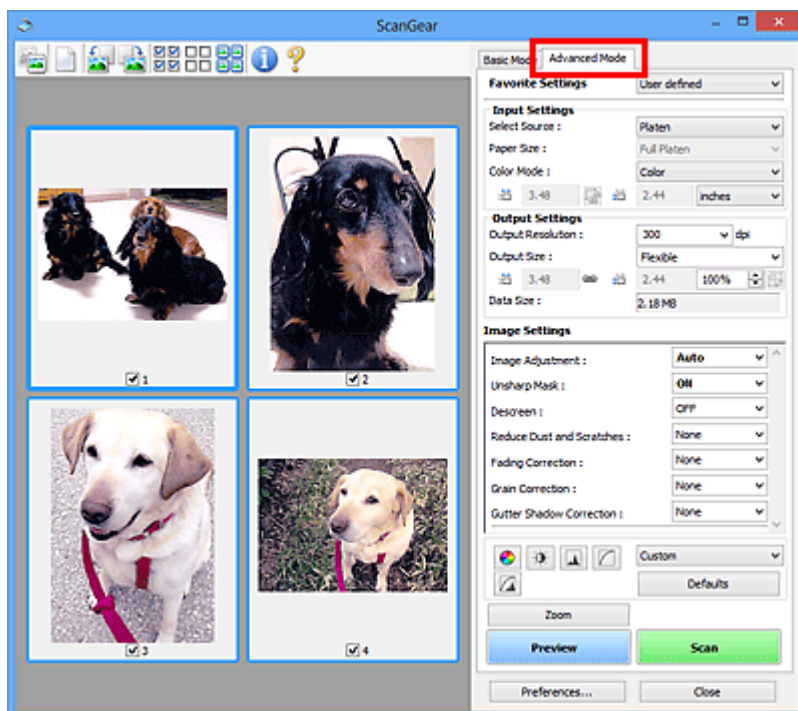 ScanGear
Basic Mode Advanced Mode
Favorite Settings User defined
Input Settings
Select Source : Platen
Paper Size : Full Platen
Color Mode : Color
3.48 2.44 inches
Output Settings
Output Resolution : 300 dpi
Output Size : Flexible
3.48 2.44 100%
Data Size : 2.18 MB
Image Settings
Image Adjustment : Auto
Unsharp Mask : ON
Descreen : OFF
Reduce Dust and Scratches : None
Fading Correction : None
Grain Correction : None
Gutter Shadow Correction : None
Custom
Defaults
Zoom
Preview Scan
Preferences... Close
1
2
3
4